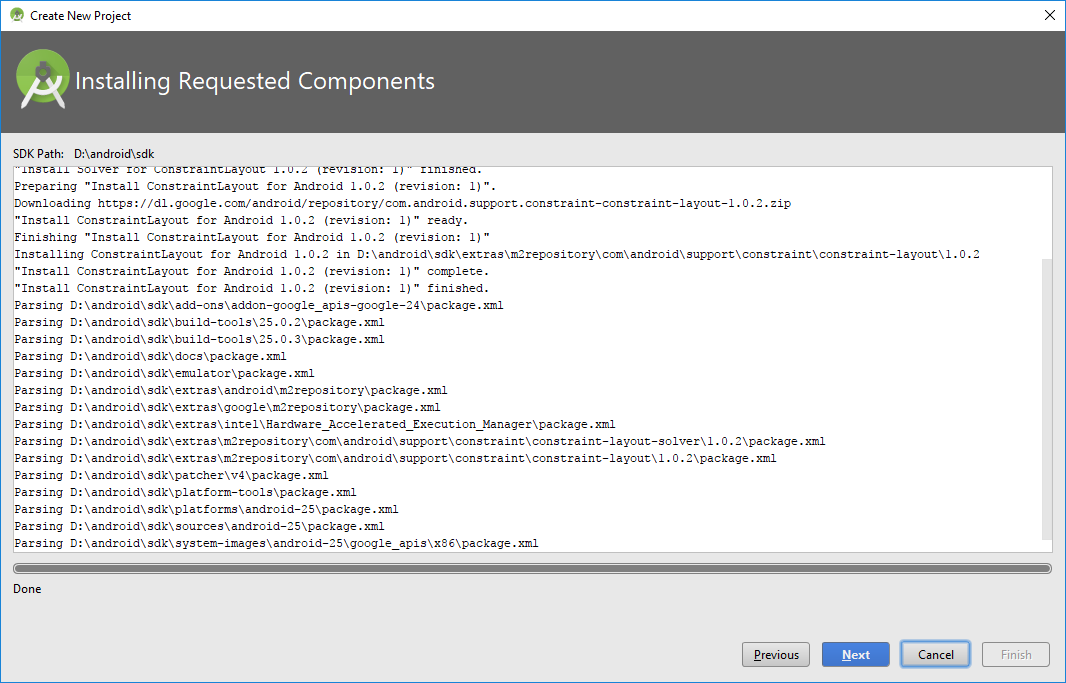 Create New Project
Installing Requested Components
SDK Path: D:\android\sdk
"Install Solver for ConstraintLayout 1.0.2 (revision: 1)" finished.
Preparing "Install ConstraintLayout for Android 1.0.2 (revision: 1)".
Downloading https://dl.google.com/android/repository/com.android.support.constraint-constraint-layout-1.0.2.zip
"Install ConstraintLayout for Android 1.0.2 (revision: 1)" ready.
Finishing "Install ConstraintLayout for Android 1.0.2 (revision: 1)"
Installing ConstraintLayout for Android 1.0.2 in D:\android\sdk\extras\m2repository\com\android\support\constraint\constraint-layout\1.0.2
"Install ConstraintLayout for Android 1.0.2 (revision: 1)" complete.
"Install ConstraintLayout for Android 1.0.2 (revision: 1)" finished.
Parsing D:\android\sdk\add-ons\addon-google_apis-google-24\package.xml
Parsing D:\android\sdk\build-tools\25.0.2\package.xml
Parsing D:\android\sdk\build-tools\25.0.3\package.xml
Parsing D:\android\sdk\docs\package.xml
Parsing D:\android\sdk\emulator\package.xml
Parsing D:\android\sdk\extras\android\m2repository\package.xml
Parsing D:\android\sdk\extras\google\m2repository\package.xml
Parsing D:\android\sdk\extras\intel\Hardware_Accelerated_Execution_Manager\package.xml
Parsing D:\android\sdk\extras\m2repository\com\android\support\constraint\constraint-layout-solver\1.0.2\package.xml
Parsing D:\android\sdk\extras\m2repository\com\android\support\constraint\constraint-layout\1.0.2\package.xml
Parsing D:\android\sdk\patcher\v4\package.xml
Parsing D:\android\sdk\platform-tools\package.xml
Parsing D:\android\sdk\platforms\android-25\package.xml
Parsing D:\android\sdk\sources\android-25\package.xml
Parsing D:\android\sdk\system-images\android-25\google_apis\x86\package.xml
Done
Previous Next Cancel Finish